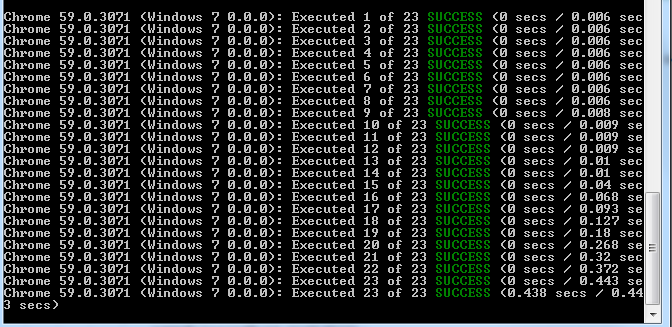 Chrome 59.0.3071 (Windows 7 0.0.0): Executed 1 of 23 SUCCESS (0 secs / 0.006 sec
Chrome 59.0.3071 (Windows 7 0.0.0): Executed 2 of 23 SUCCESS (0 secs / 0.006 sec
Chrome 59.0.3071 (Windows 7 0.0.0): Executed 3 of 23 SUCCESS (0 secs / 0.006 sec
Chrome 59.0.3071 (Windows 7 0.0.0): Executed 4 of 23 SUCCESS (0 secs / 0.006 sec
Chrome 59.0.3071 (Windows 7 0.0.0): Executed 5 of 23 SUCCESS (0 secs / 0.006 sec
Chrome 59.0.3071 (Windows 7 0.0.0): Executed 6 of 23 SUCCESS (0 secs / 0.006 sec
Chrome 59.0.3071 (Windows 7 0.0.0): Executed 7 of 23 SUCCESS (0 secs / 0.006 sec
Chrome 59.0.3071 (Windows 7 0.0.0): Executed 8 of 23 SUCCESS (0 secs / 0.006 sec
Chrome 59.0.3071 (Windows 7 0.0.0): Executed 9 of 23 SUCCESS (0 secs / 0.008 sec
Chrome 59.0.3071 (Windows 7 0.0.0): Executed 10 of 23 SUCCESS (0 secs / 0.009 se
Chrome 59.0.3071 (Windows 7 0.0.0): Executed 11 of 23 SUCCESS (0 secs / 0.009 se
Chrome 59.0.3071 (Windows 7 0.0.0): Executed 12 of 23 SUCCESS (0 secs / 0.009 se
Chrome 59.0.3071 (Windows 7 0.0.0): Executed 13 of 23 SUCCESS (0 secs / 0.01 sec
Chrome 59.0.3071 (Windows 7 0.0.0): Executed 14 of 23 SUCCESS (0 secs / 0.01 sec
Chrome 59.0.3071 (Windows 7 0.0.0): Executed 15 of 23 SUCCESS (0 secs / 0.04 sec
Chrome 59.0.3071 (Windows 7 0.0.0): Executed 16 of 23 SUCCESS (0 secs / 0.068 se
Chrome 59.0.3071 (Windows 7 0.0.0): Executed 17 of 23 SUCCESS (0 secs / 0.093 se
Chrome 59.0.3071 (Windows 7 0.0.0): Executed 18 of 23 SUCCESS (0 secs / 0.127 se
Chrome 59.0.3071 (Windows 7 0.0.0): Executed 19 of 23 SUCCESS (0 secs / 0.18 sec
Chrome 59.0.3071 (Windows 7 0.0.0): Executed 20 of 23 SUCCESS (0 secs / 0.268 se
Chrome 59.0.3071 (Windows 7 0.0.0): Executed 21 of 23 SUCCESS (0 secs / 0.32 sec
Chrome 59.0.3071 (Windows 7 0.0.0): Executed 22 of 23 SUCCESS (0 secs / 0.372 se
Chrome 59.0.3071 (Windows 7 0.0.0): Executed 23 of 23 SUCCESS (0 secs / 0.443 se
Chrome 59.0.3071 (Windows 7 0.0.0): Executed 23 of 23 SUCCESS (0.438 secs / 0.44
3 secs)